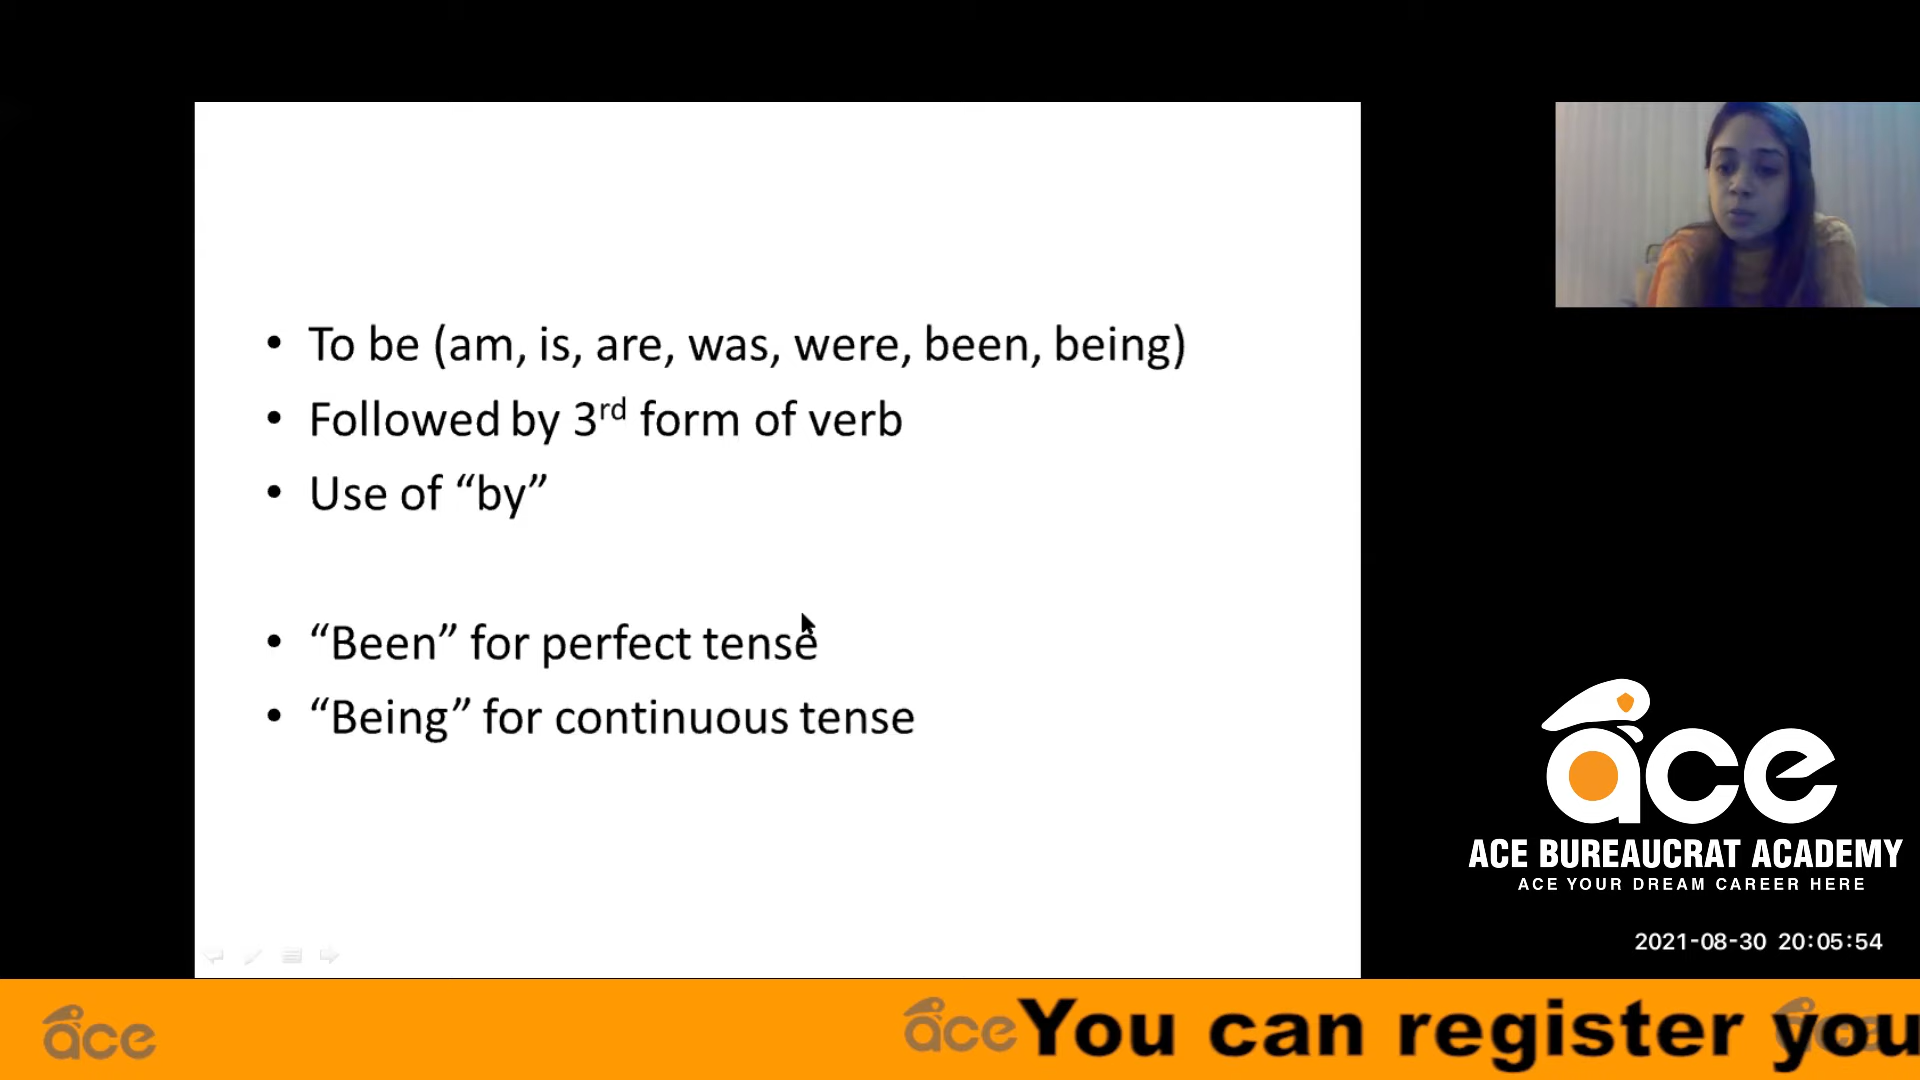 • To be (am, is, are, was, were, been, being)
• Followed by 3rd form of verb
• Use of “by”
• “Been” for perfect tense
• “Being” for continuous tense
ace
ACE BUREAUCRAT ACADEMY
ACE YOUR DREAM CAREER HERE
2021-08-30 20:05:54
ace
ace
You can register you